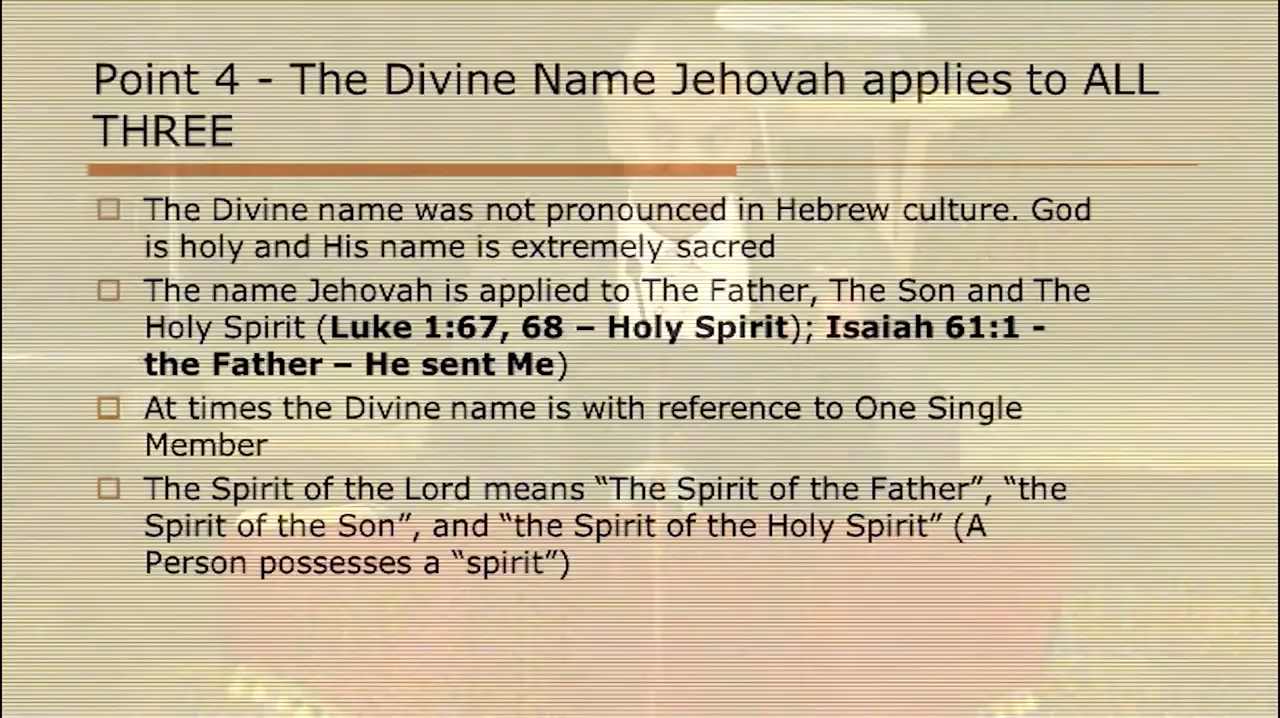 Point 4 - The Divine Name Jehovah applies to ALL
THREE
The Divine name was not pronounced in Hebrew culture. God
is holy and His name is extremely sacred
The name Jehovah is applied to The Father, The Son and The
Holy Spirit (Luke 1:67, 68 – Holy Spirit); Isaiah 61:1 -
the Father – He sent Me)
At times the Divine name is with reference to One Single
Member
The Spirit of the Lord means “The Spirit of the Father”, “the
Spirit of the Son”, and “the Spirit of the Holy Spirit” (A
Person possesses a “spirit”)